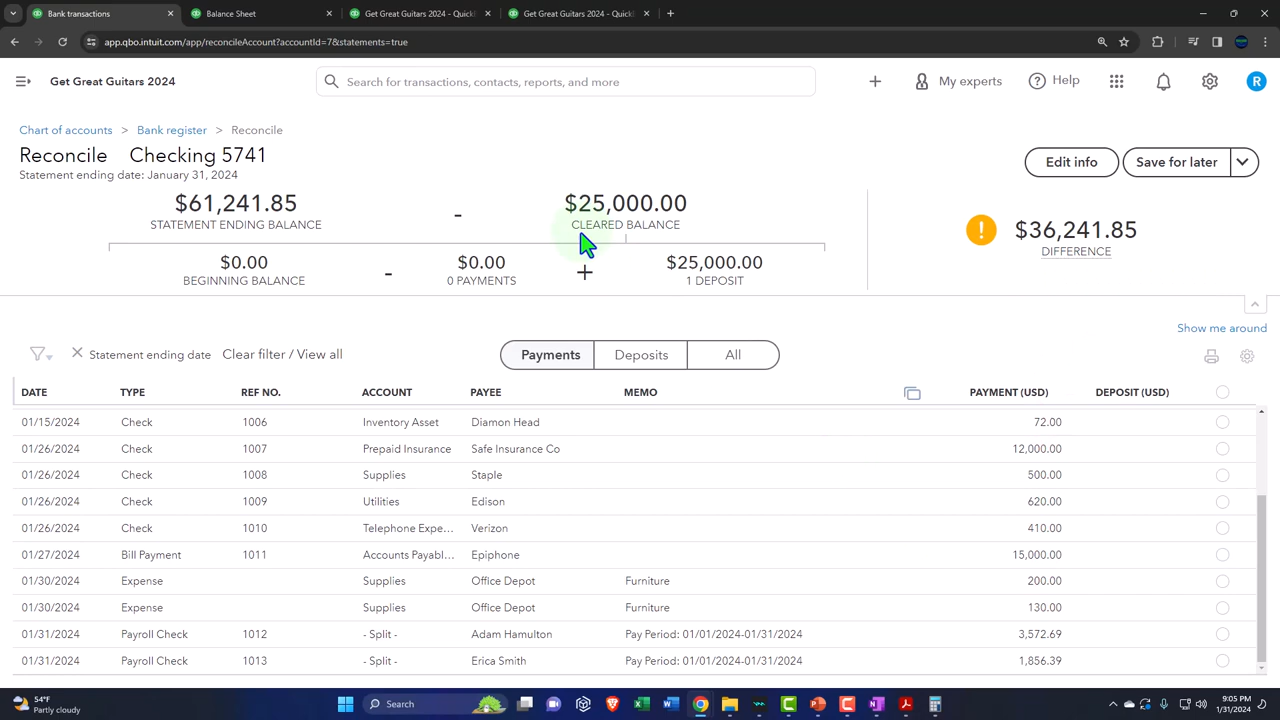 Bank transactions
Balance Sheet
Get Great Guitars 2024 - QuickB
Get Great Guitars 2024 - QuickB
app.qbo.intuit.com/app/reconcileAccount?accountId=7&statements=true
Get Great Guitars 2024
Search for transactions, contacts, reports, and more
My experts
Help
R
Chart of accounts > Bank register > Reconcile
Reconcile Checking 5741
Statement ending date: January 31, 2024
Edit info
Save for later
$61,241.85
STATEMENT ENDING BALANCE
-
$25,000.00
CLEARED BALANCE
! $36,241.85
DIFFERENCE
$0.00
BEGINNING BALANCE
-
$0.00
0 PAYMENTS
+
$25,000.00
1 DEPOSIT
Show me around
Statement ending date Clear filter / View all
Payments Deposits All
DATE TYPE REF NO. ACCOUNT PAYEE MEMO PAYMENT (USD) DEPOSIT (USD)
01/15/2024 Check 1006 Inventory Asset Diamon Head 72.00
01/26/2024 Check 1007 Prepaid Insurance Safe Insurance Co 12,000.00
01/26/2024 Check 1008 Supplies Staple 500.00
01/26/2024 Check 1009 Utilities Edison 620.00
01/26/2024 Check 1010 Telephone Expe... Verizon 410.00
01/27/2024 Bill Payment 1011 Accounts Payabl... Epiphone 15,000.00
01/30/2024 Expense Supplies Office Depot Furniture 200.00
01/30/2024 Expense Supplies Office Depot Furniture 130.00
01/31/2024 Payroll Check 1012 - Split - Adam Hamulton Pay Period: 01/01/2024-01/31/2024 3,572.69
01/31/2024 Payroll Check 1013 - Split - Erica Smith Pay Period: 01/01/2024-01/31/2024 1,856.39
54°F
Partly cloudy
Search
9:05 PM
1/31/2024